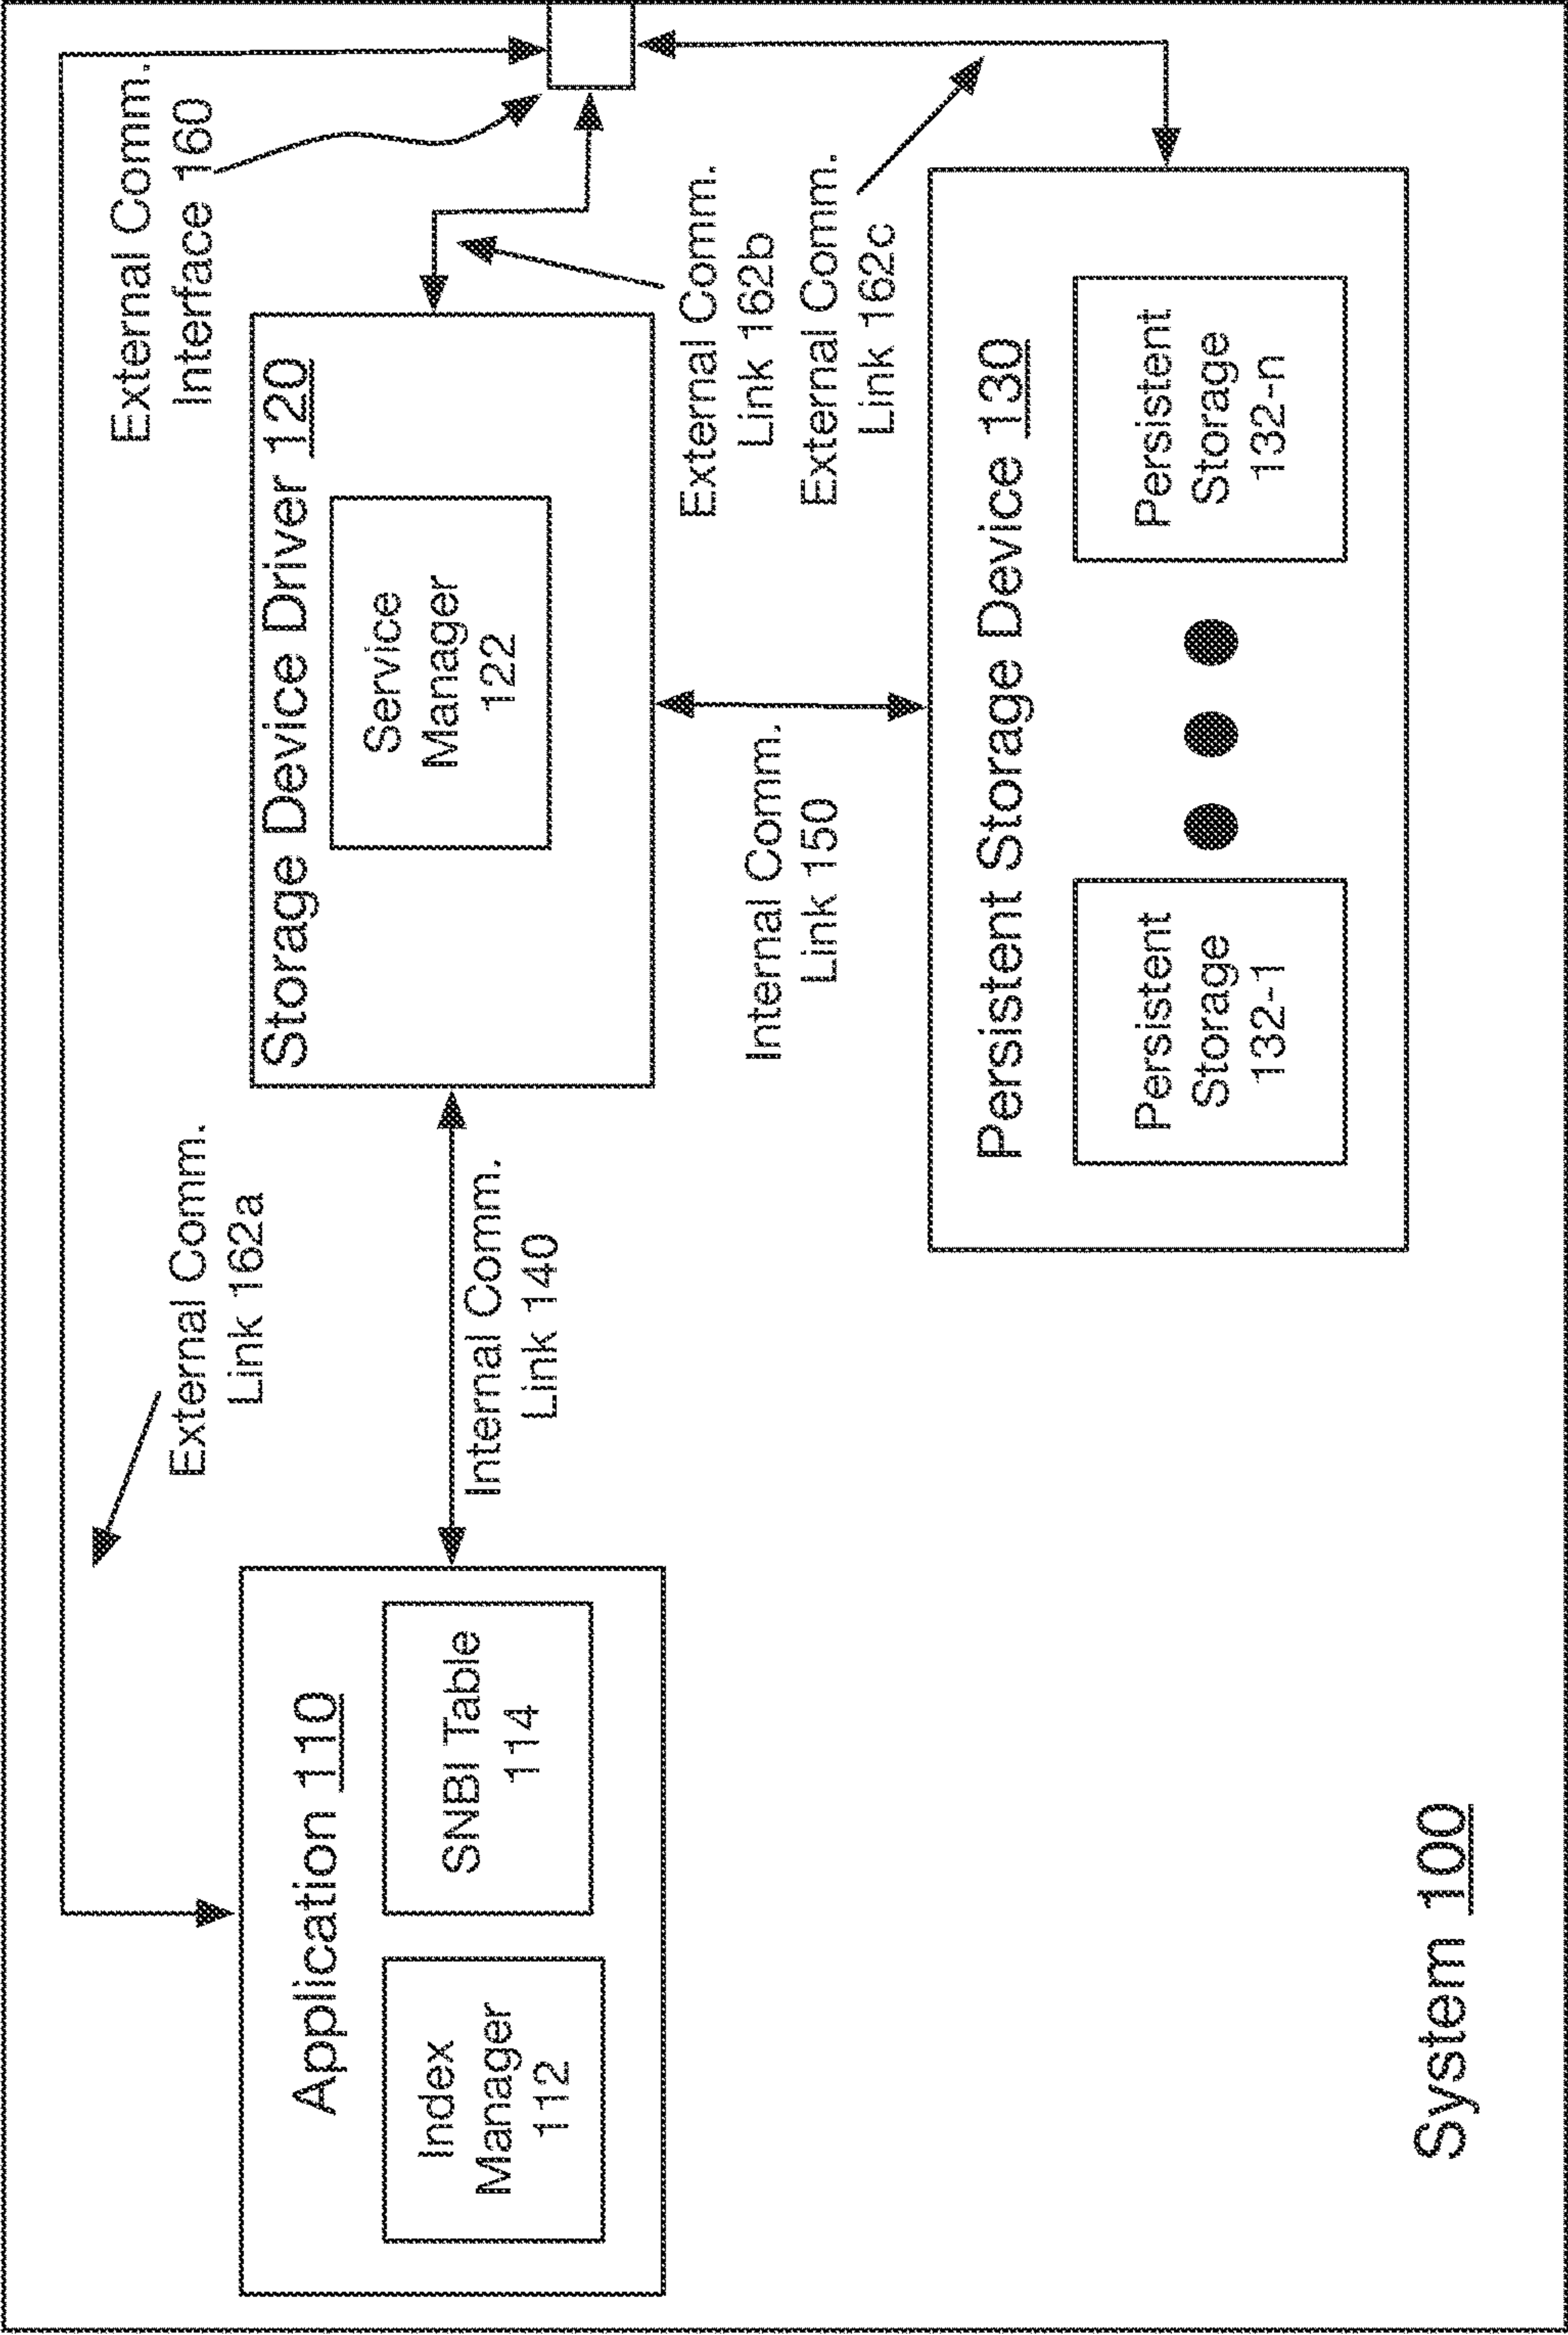 External Comm.
Link 162a
External Comm.
Interface 160
Application 110
Index
Manager
112
SNBI Table
114
Internal Comm.
Link 140
Storage Device Driver 120
Service
Manager
122
External Comm.
Link 162b
External Comm.
Link 162c
Internal Comm.
Link 150
Persistent Storage Device 130
Persistent
Storage
132-1
Persistent
Storage
132-n
System 100